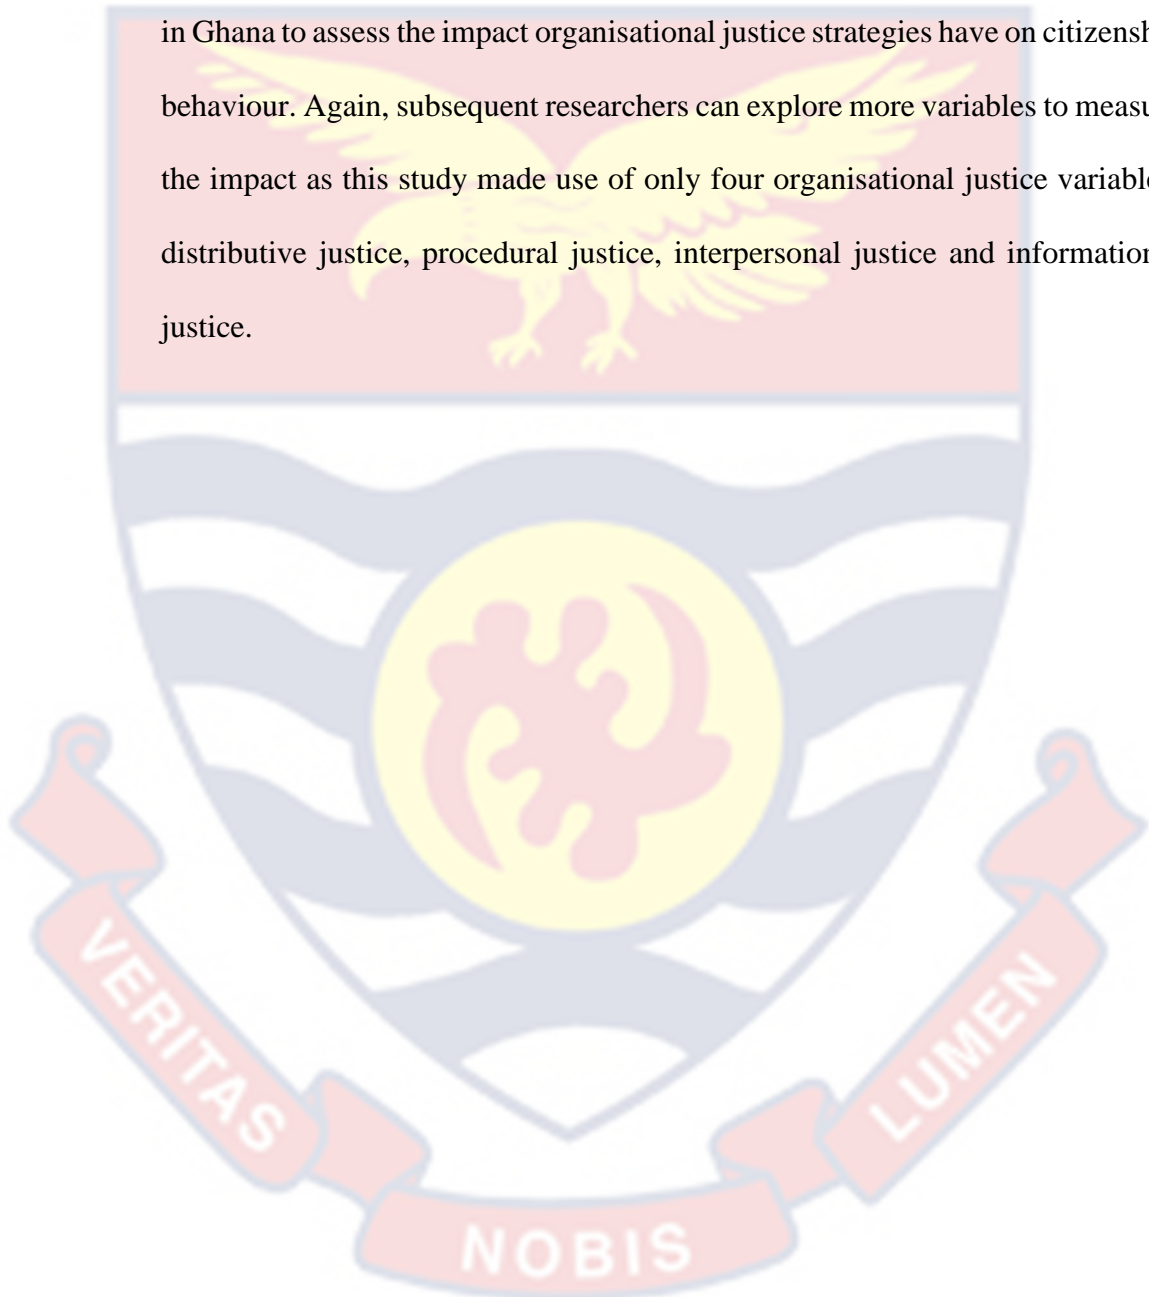 in Ghana to assess the impact organisational justice strategies have on citizensh
behaviour. Again, subsequent researchers can explore more variables to measu
the impact as this study made use of only four organisational justice variabl
distributive justice, procedural justice, interpersonal justice and information
justice.
VERITAS
NOBIS
LUMEN